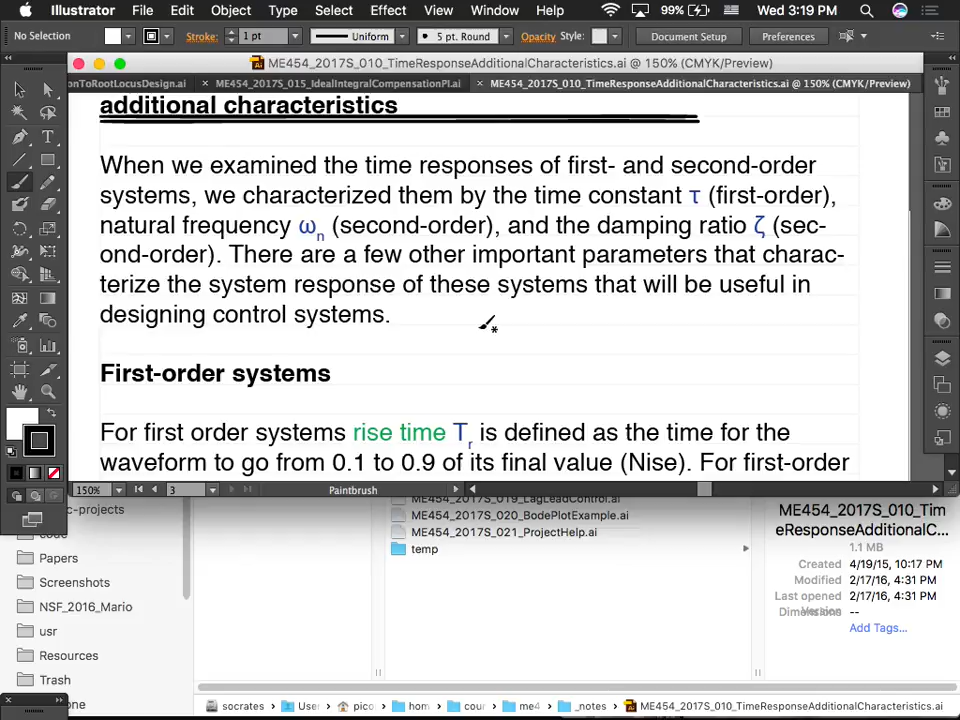 Illustrator File Edit Object Type Select Effect View Window Help 99% Wed 3:19 PM
No Selection Stroke: 1 pt Uniform 5 pt. Round Opacity Style: Document Setup Preferences
ME454_2017S_010_TimeResponseAdditionalCharacteristics.ai @ 150% (CMYK/Preview)
onToRootLocusDesign.ai × ME454_2017S_015_IdealIntegralCompensationPI.ai × ME454_2017S_010_TimeResponseAdditionalCharacteristics.ai @ 150% (CMYK/Preview)
additional characteristics
When we examined the time responses of first- and second-order
systems, we characterized them by the time constant τ (first-order),
natural frequency ωn (second-order), and the damping ratio ζ (sec-
ond-order). There are a few other important parameters that charac-
terize the system response of these systems that will be useful in
designing control systems.
First-order systems
For first order systems rise time Tr is defined as the time for the
waveform to go from 0.1 to 0.9 of its final value (Nise). For first-order
150% 3 Paintbrush
c-projects
code
Papers
Screenshots
NSF_2016_Mario
usr
Resources
Trash
ne
ME454_2017S_019_LagLeadControl.ai
ME454_2017S_020_BodePlotExample.ai
ME454_2017S_021_ProjectHelp.ai
temp
ME454_2017S_010_Tim
eResponseAdditionalC...
1.1 MB
Created 4/19/15, 10:17 PM
Modified 2/17/16, 4:31 PM
Last opened 2/17/16, 4:31 PM
Dimensions --
Add Tags...
socrates User pico hom cour me4 _notes ME454_2017S_010_TimeResponseAdditionalCharacteristics.ai